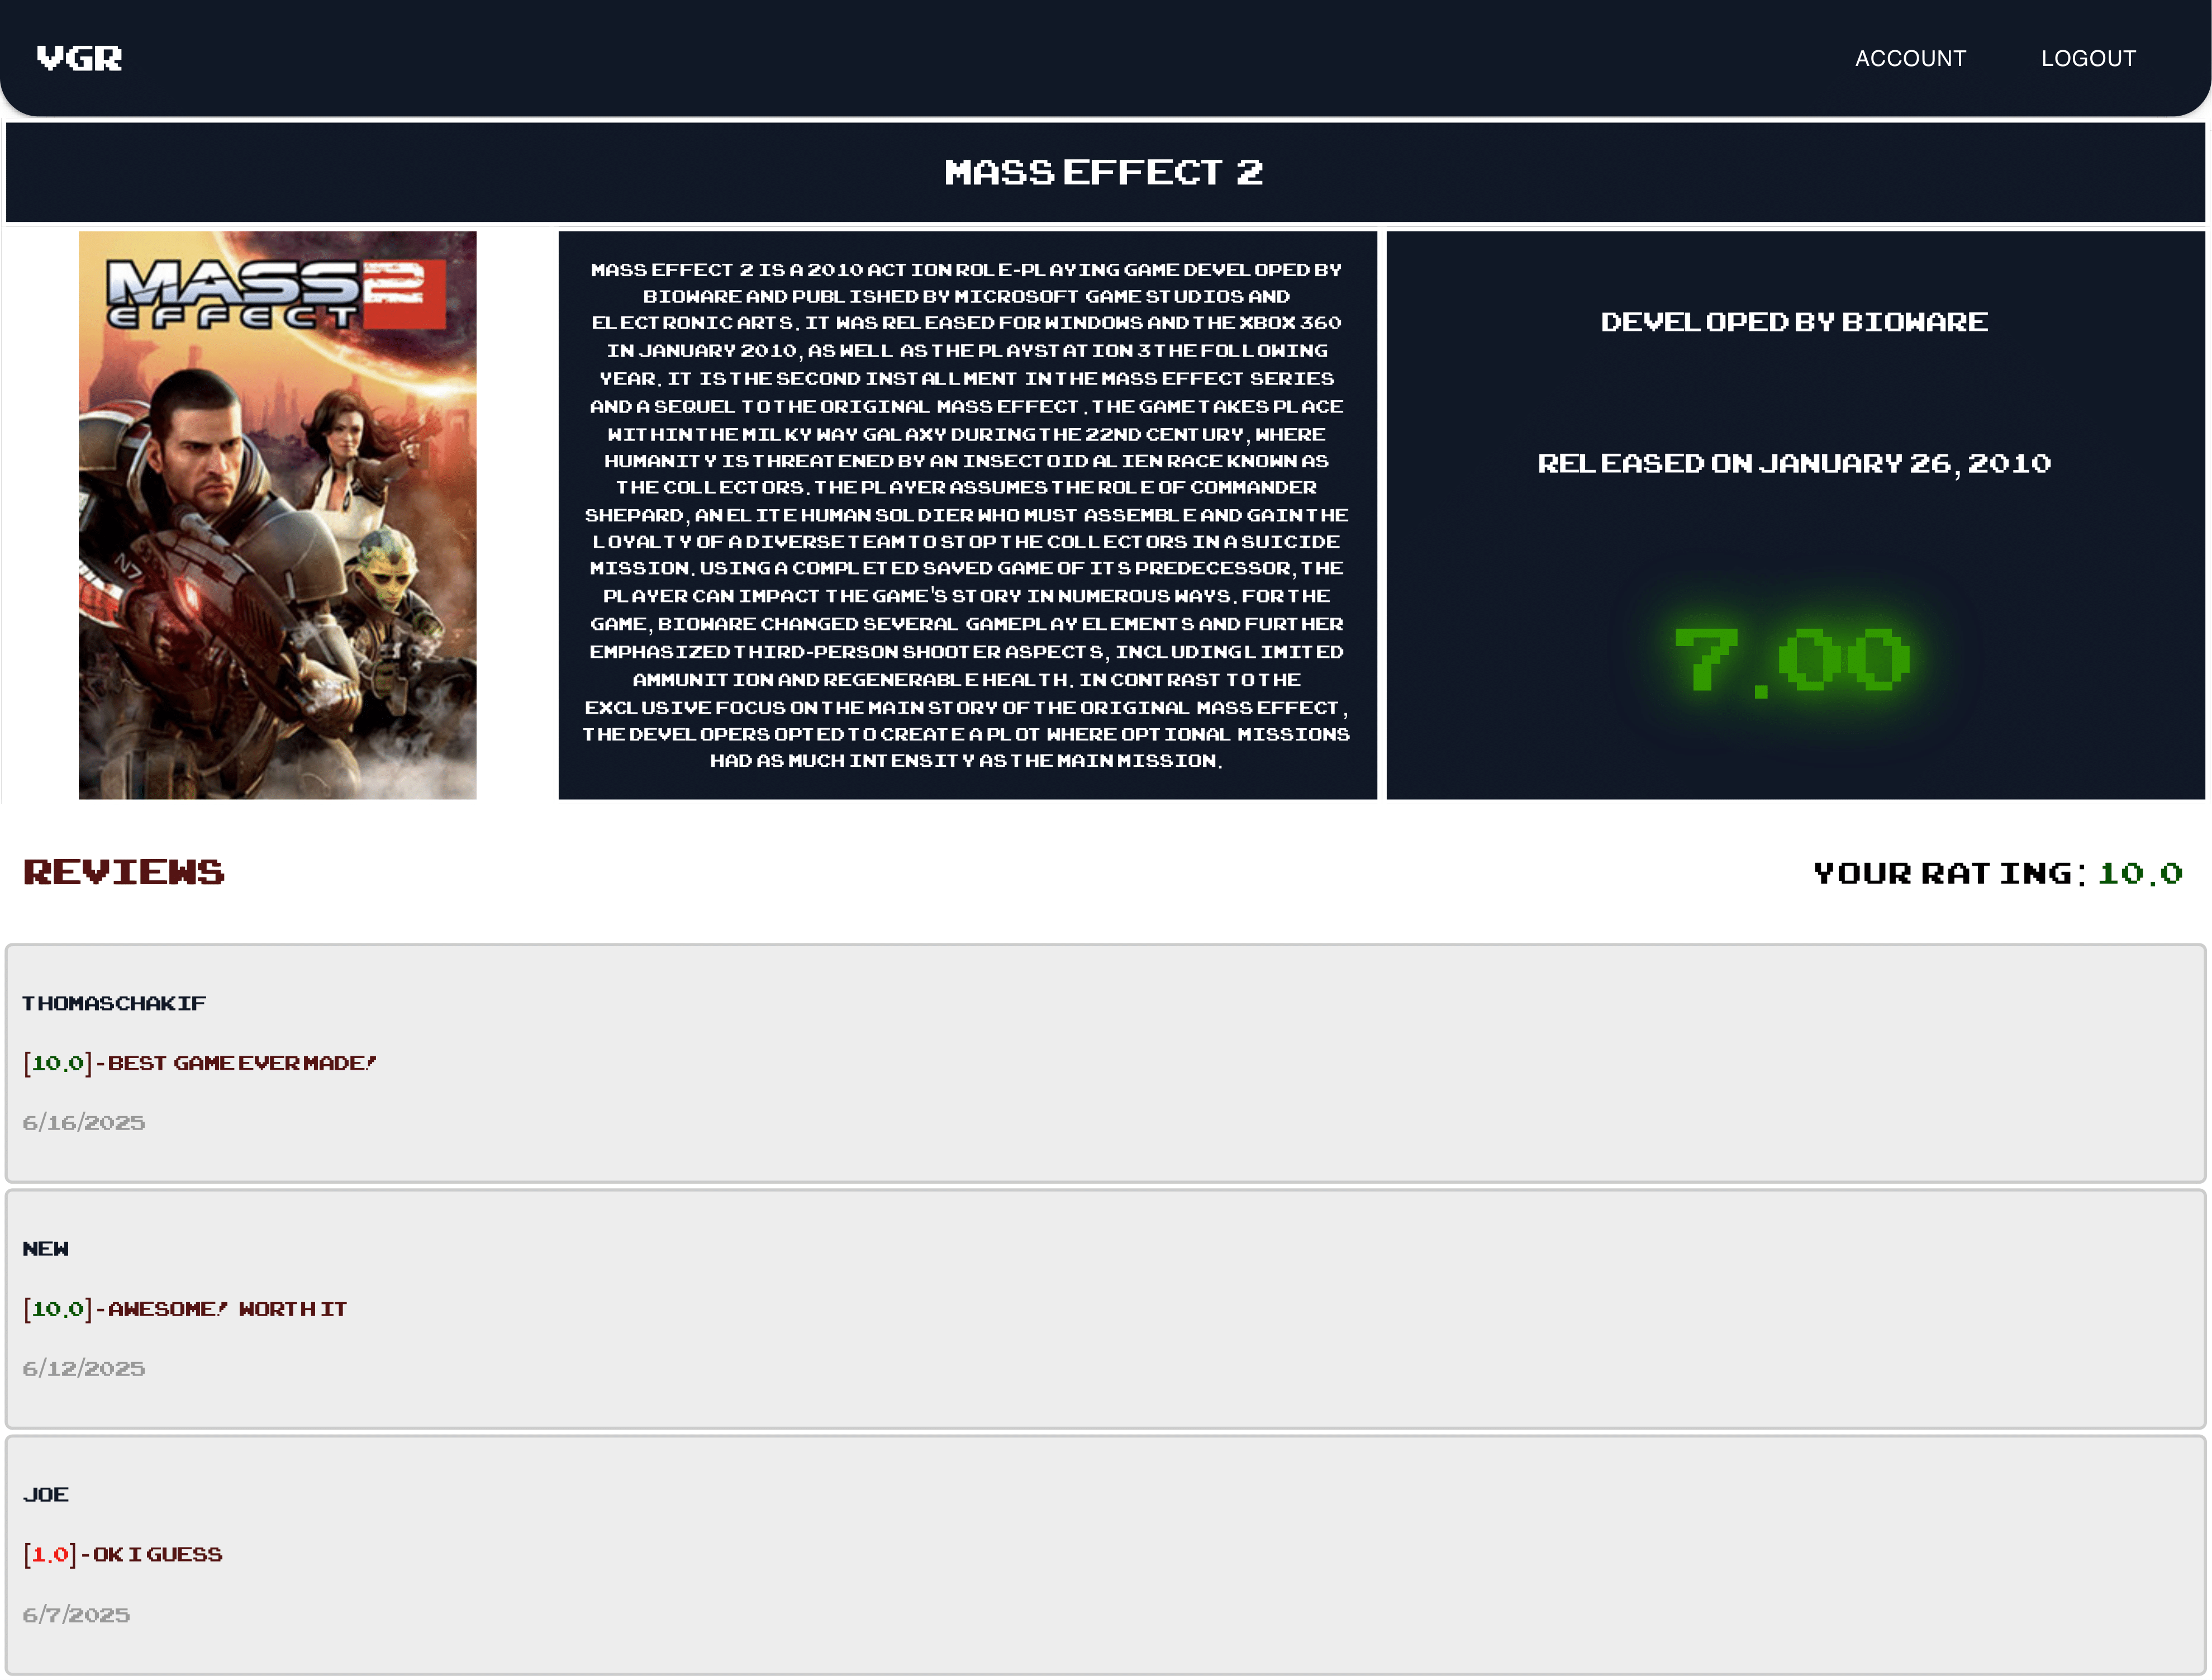 VGR
ACCOUNT
LOGOUT
MASS EFFECT 2
MASS EFFECT 2
N7
MASS EFFECT 2 IS A 2010 ACTION ROLE-PLAYING GAME DEVELOPED BY
BIOWARE AND PUBLISHED BY MICROSOFT GAME STUDIOS AND
ELECTRONIC ARTS. IT WAS RELEASED FOR WINDOWS AND THE XBOX 360
IN JANUARY 2010, AS WELL AS THE PLAYSTATION 3 THE FOLLOWING
YEAR. IT IS THE SECOND INSTALLMENT IN THE MASS EFFECT SERIES
AND A SEQUEL TO THE ORIGINAL MASS EFFECT. THE GAME TAKES PLACE
WITHIN THE MILKY WAY GALAXY DURING THE 22ND CENTURY, WHERE
HUMANITY IS THREATENED BY AN INSECTOID ALIEN RACE KNOWN AS
THE COLLECTORS. THE PLAYER ASSUMES THE ROLE OF COMMANDER
SHEPARD, AN ELITE HUMAN SOLDIER WHO MUST ASSEMBLE AND GAIN THE
LOYALTY OF A DIVERSE TEAM TO STOP THE COLLECTORS IN A SUICIDE
MISSION. USING A COMPLETED SAVED GAME OF ITS PREDECESSOR, THE
PLAYER CAN IMPACT THE GAME'S STORY IN NUMEROUS WAYS. FOR THE
GAME, BIOWARE CHANGED SEVERAL GAMEPLAY ELEMENTS AND FURTHER
EMPHASIZED THIRD-PERSON SHOOTER ASPECTS, INCLUDING LIMITED
AMMUNITION AND REGENERABLE HEALTH. IN CONTRAST TO THE
EXCLUSIVE FOCUS ON THE MAIN STORY OF THE ORIGINAL MASS EFFECT,
THE DEVELOPERS OPTED TO CREATE A PLOT WHERE OPTIONAL MISSIONS
HAD AS MUCH INTENSITY AS THE MAIN MISSION.
DEVELOPED BY BIOWARE
RELEASED ON JANUARY 26, 2010
7.00
REVIEWS
YOUR RATING: 10.0
THOMASCHAKIF
[10.0] - BEST GAME EVER MADE!
6/16/2025
NEW
[10.0] - AWESOME! WORTH IT
6/12/2025
JOE
[1.0] - OK I GUESS
6/7/2025